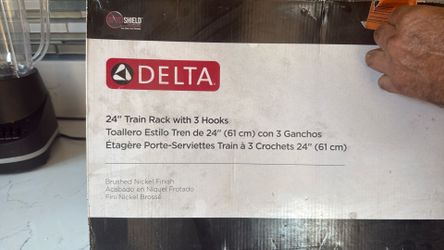 SHIELD
DELTA
24" Train Rack with 3 Hooks
Toallero Estilo Tren de 24" (61 cm) con 3 Ganchos
Étagère Porte-Serviettes Train à 3 Crochets 24" (61 cm)
Brushed Nickel Finish
Acabado en Níquel Frotado
Fini Nickel Brossé